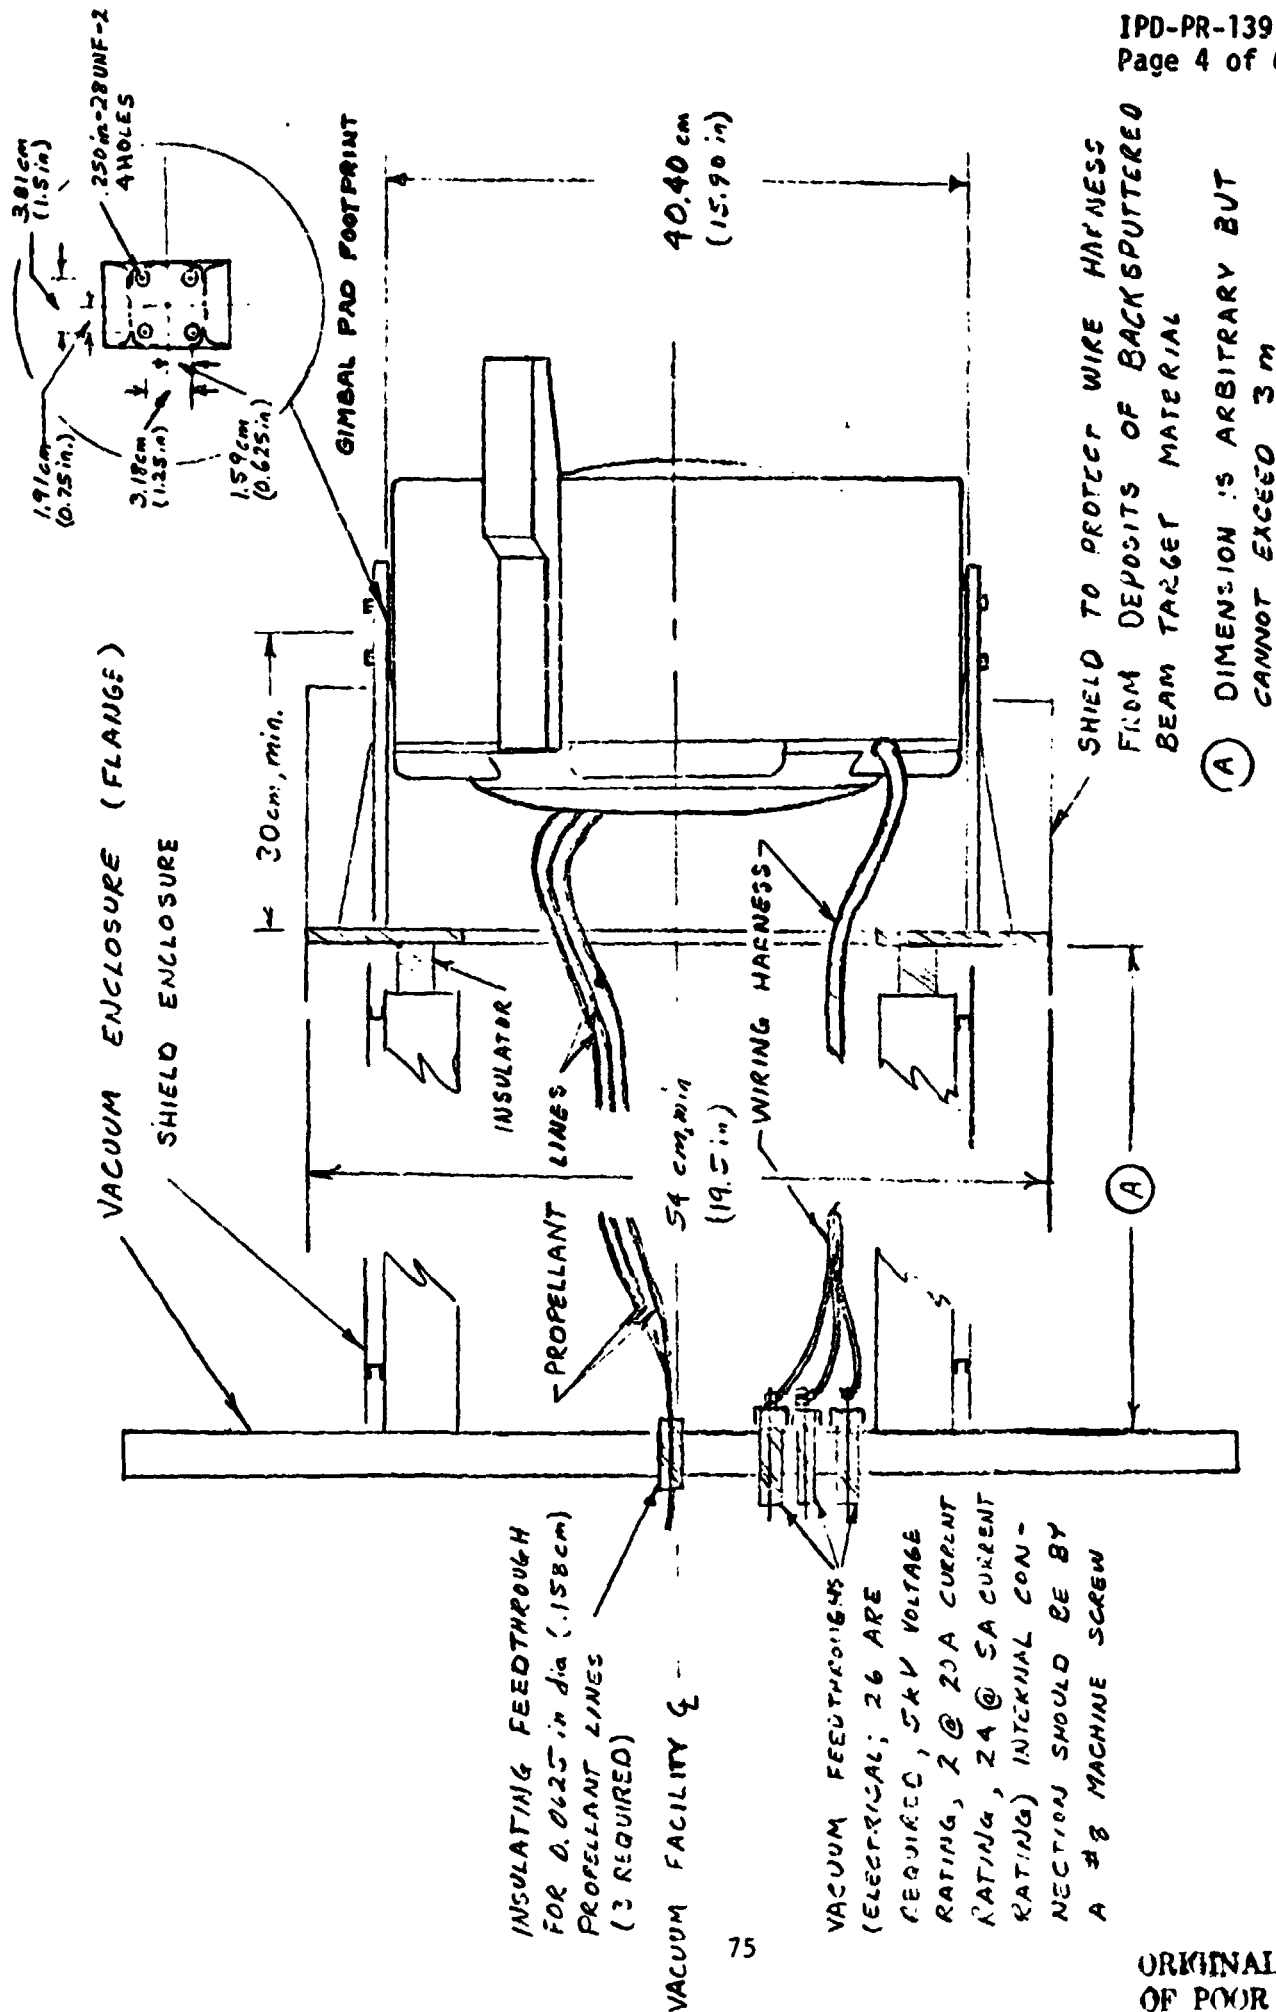 IPD-PR-139
Page 4 of
3.81cm
(1.5in)
.250in-28UNF-2
4 HOLES
1.91cm
(0.75in.)
3.18cm
(1.25in)
1.59cm
(0.625in)
GIMBAL PAD FOOTPRINT
VACUUM ENCLOSURE (FLANGE)
SHIELD ENCLOSURE
30cm, min.
40.40 cm
(15.90 in)
INSULATOR
PROPELLANT LINES
54 cm, min
(19.5 in)
WIRING HARNESS
A
SHIELD TO PROTECT WIRE HARNESS
FROM DEPOSITS OF BACKSPUTTERED
BEAM TARGET MATERIAL
A DIMENSION IS ARBITRARY BUT
CANNOT EXCEED 3 m
INSULATING FEEDTHROUGH
FOR 0.0625 in dia (.158cm)
PROPELLANT LINES
(3 REQUIRED)
VACUUM FACILITY ℄
VACUUM FEEDTHROUGHS
(ELECTRICAL; 26 ARE
REQUIRED, 5kV VOLTAGE
RATING, 2 @ 20A CURRENT
RATING, 24 @ 5A CURRENT
RATING) INTERNAL CON-
NECTION SHOULD BE BY
A #8 MACHINE SCREW
75
ORIGINAL
OF POOR